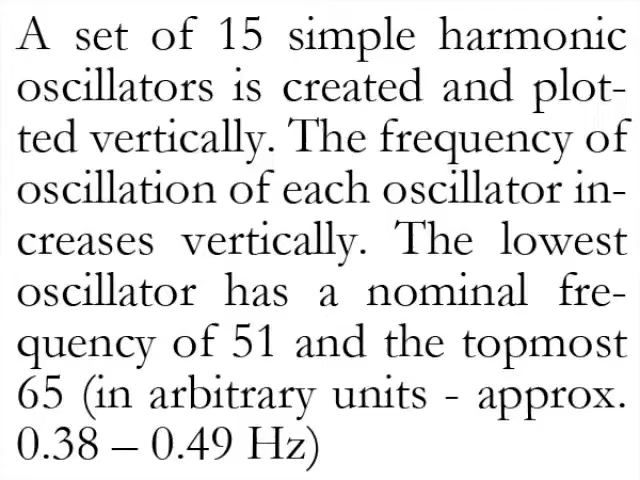 A set of 15 simple harmonic
oscillators is created and plot-
ted vertically. The frequency of
oscillation of each oscillator in-
creases vertically. The lowest
oscillator has a nominal fre-
quency of 51 and the topmost
65 (in arbitrary units - approx.
0.38 – 0.49 Hz)